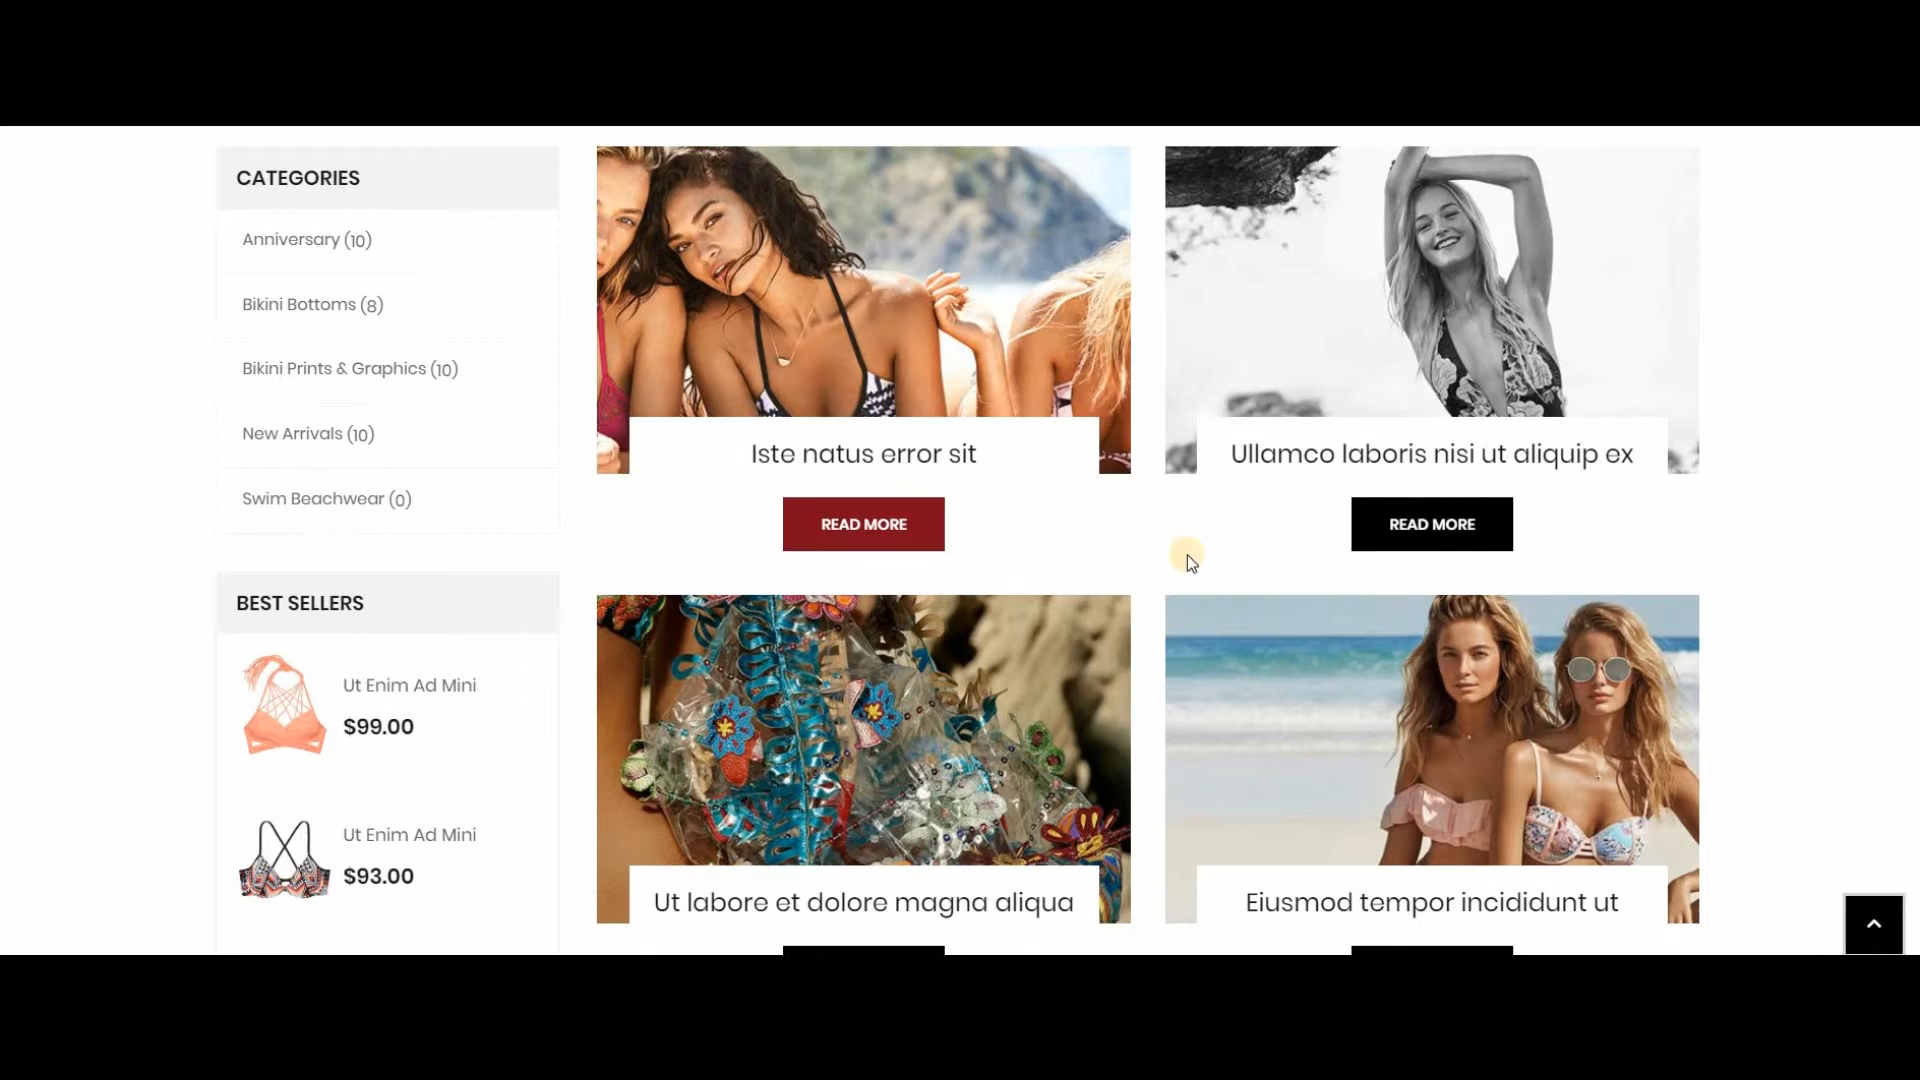 CATEGORIES
Anniversary (10)
Bikini Bottoms (8)
Bikini Prints & Graphics (10)
New Arrivals (10)
Swim Beachwear (0)
BEST SELLERS
Ut Enim Ad Mini
$99.00
Ut Enim Ad Mini
$93.00
Iste natus error sit
READ MORE
Ullamco laboris nisi ut aliquip ex
READ MORE
Ut labore et dolore magna aliqua
Eiusmod tempor incididunt ut